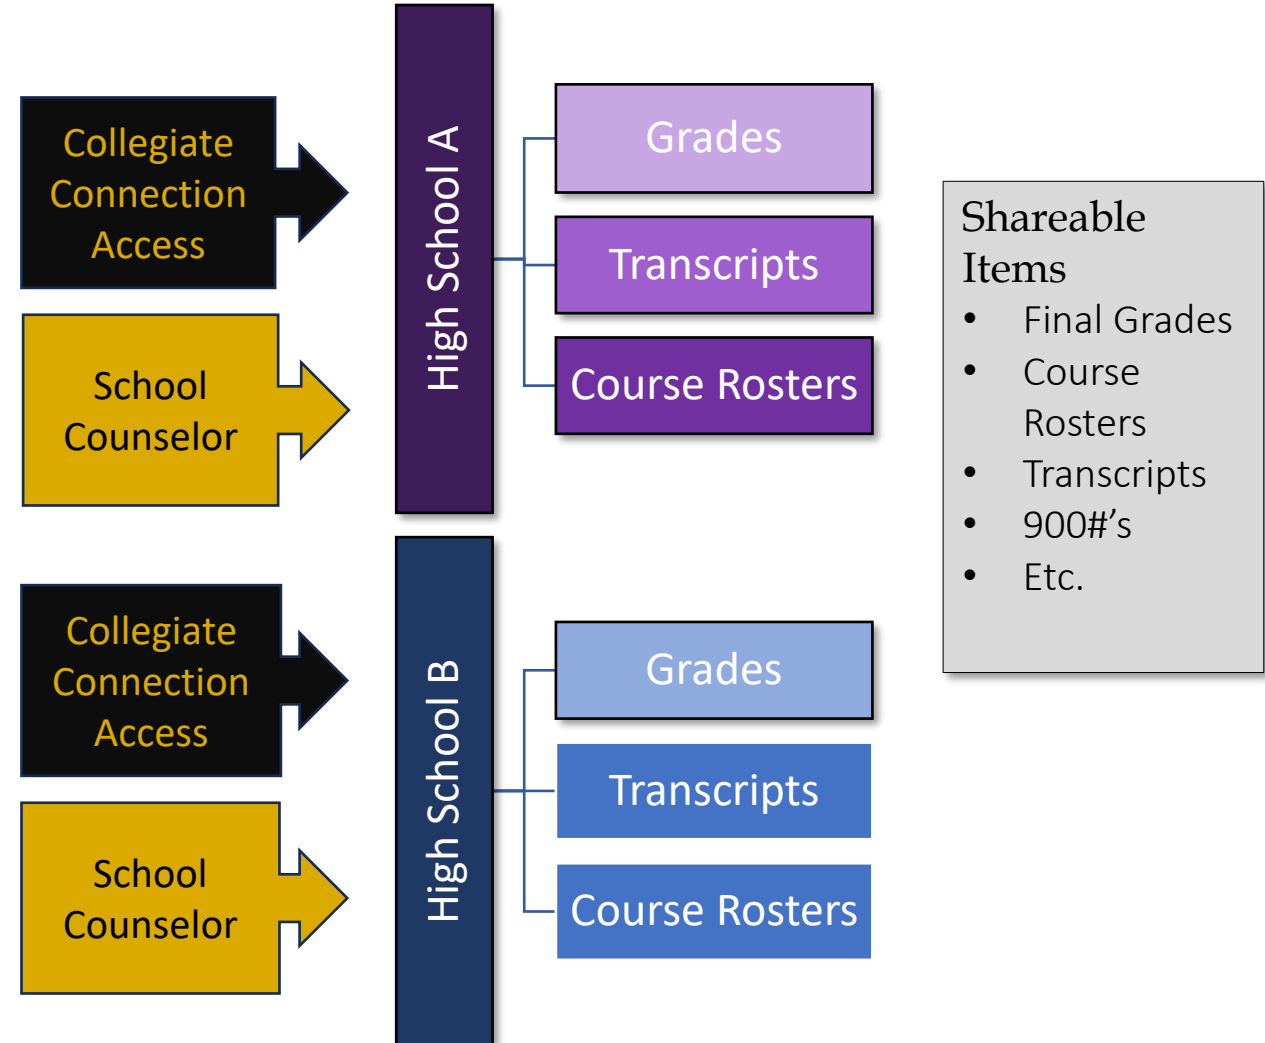 Collegiate
Connection
Access
School
Counselor
High School A
Grades
Transcripts
Course Rosters
Collegiate
Connection
Access
School
Counselor
High School B
Grades
Transcripts
Course Rosters
Shareable
Items
• Final Grades
• Course
Rosters
• Transcripts
• 900#’s
• Etc.